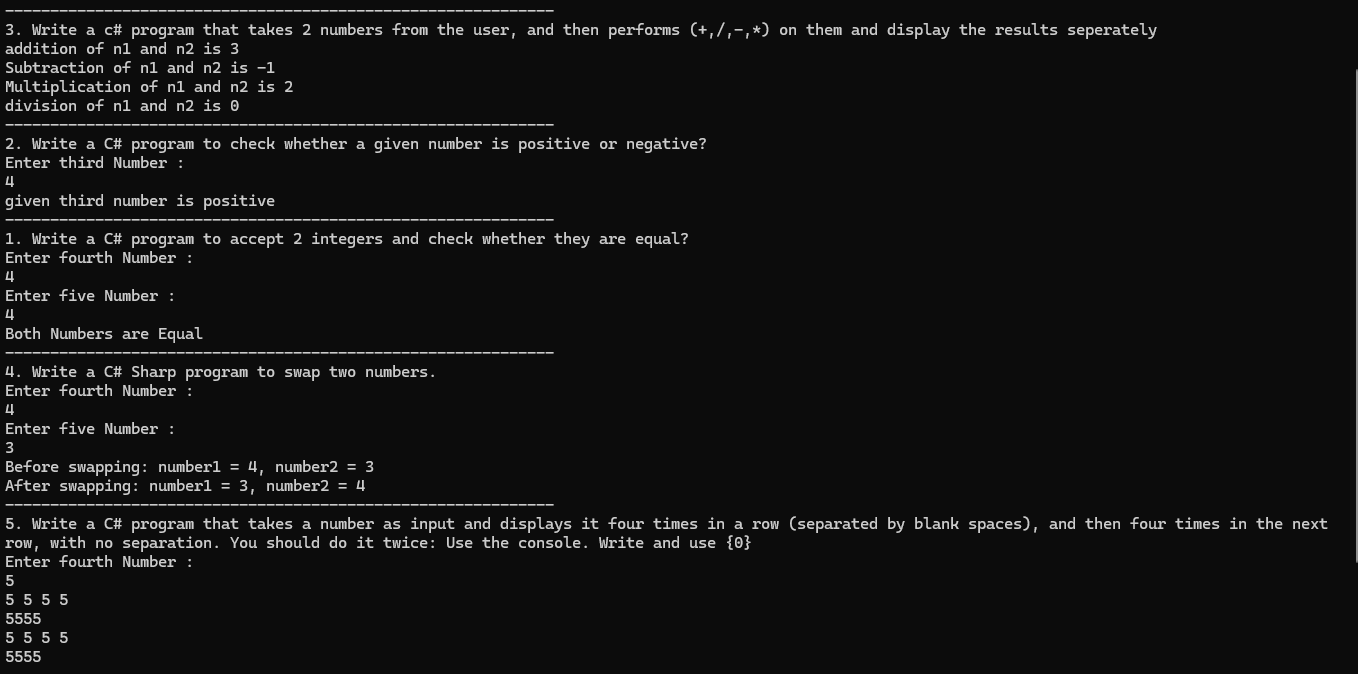 -------------------------------------------------------------
3. Write a c# program that takes 2 numbers from the user, and then performs (+,/,-,*) on them and display the results seperately
addition of n1 and n2 is 3
Subtraction of n1 and n2 is -1
Multiplication of n1 and n2 is 2
division of n1 and n2 is 0
-------------------------------------------------------------
2. Write a C# program to check whether a given number is positive or negative?
Enter third Number :
4
given third number is positive
-------------------------------------------------------------
1. Write a C# program to accept 2 integers and check whether they are equal?
Enter fourth Number :
4
Enter five Number :
4
Both Numbers are Equal
-------------------------------------------------------------
4. Write a C# Sharp program to swap two numbers.
Enter fourth Number :
4
Enter five Number :
3
Before swapping: number1 = 4, number2 = 3
After swapping: number1 = 3, number2 = 4
-------------------------------------------------------------
5. Write a C# program that takes a number as input and displays it four times in a row (separated by blank spaces), and then four times in the next
row, with no separation. You should do it twice: Use the console. Write and use {0}
Enter fourth Number :
5
5 5 5 5
5555
5 5 5 5
5555